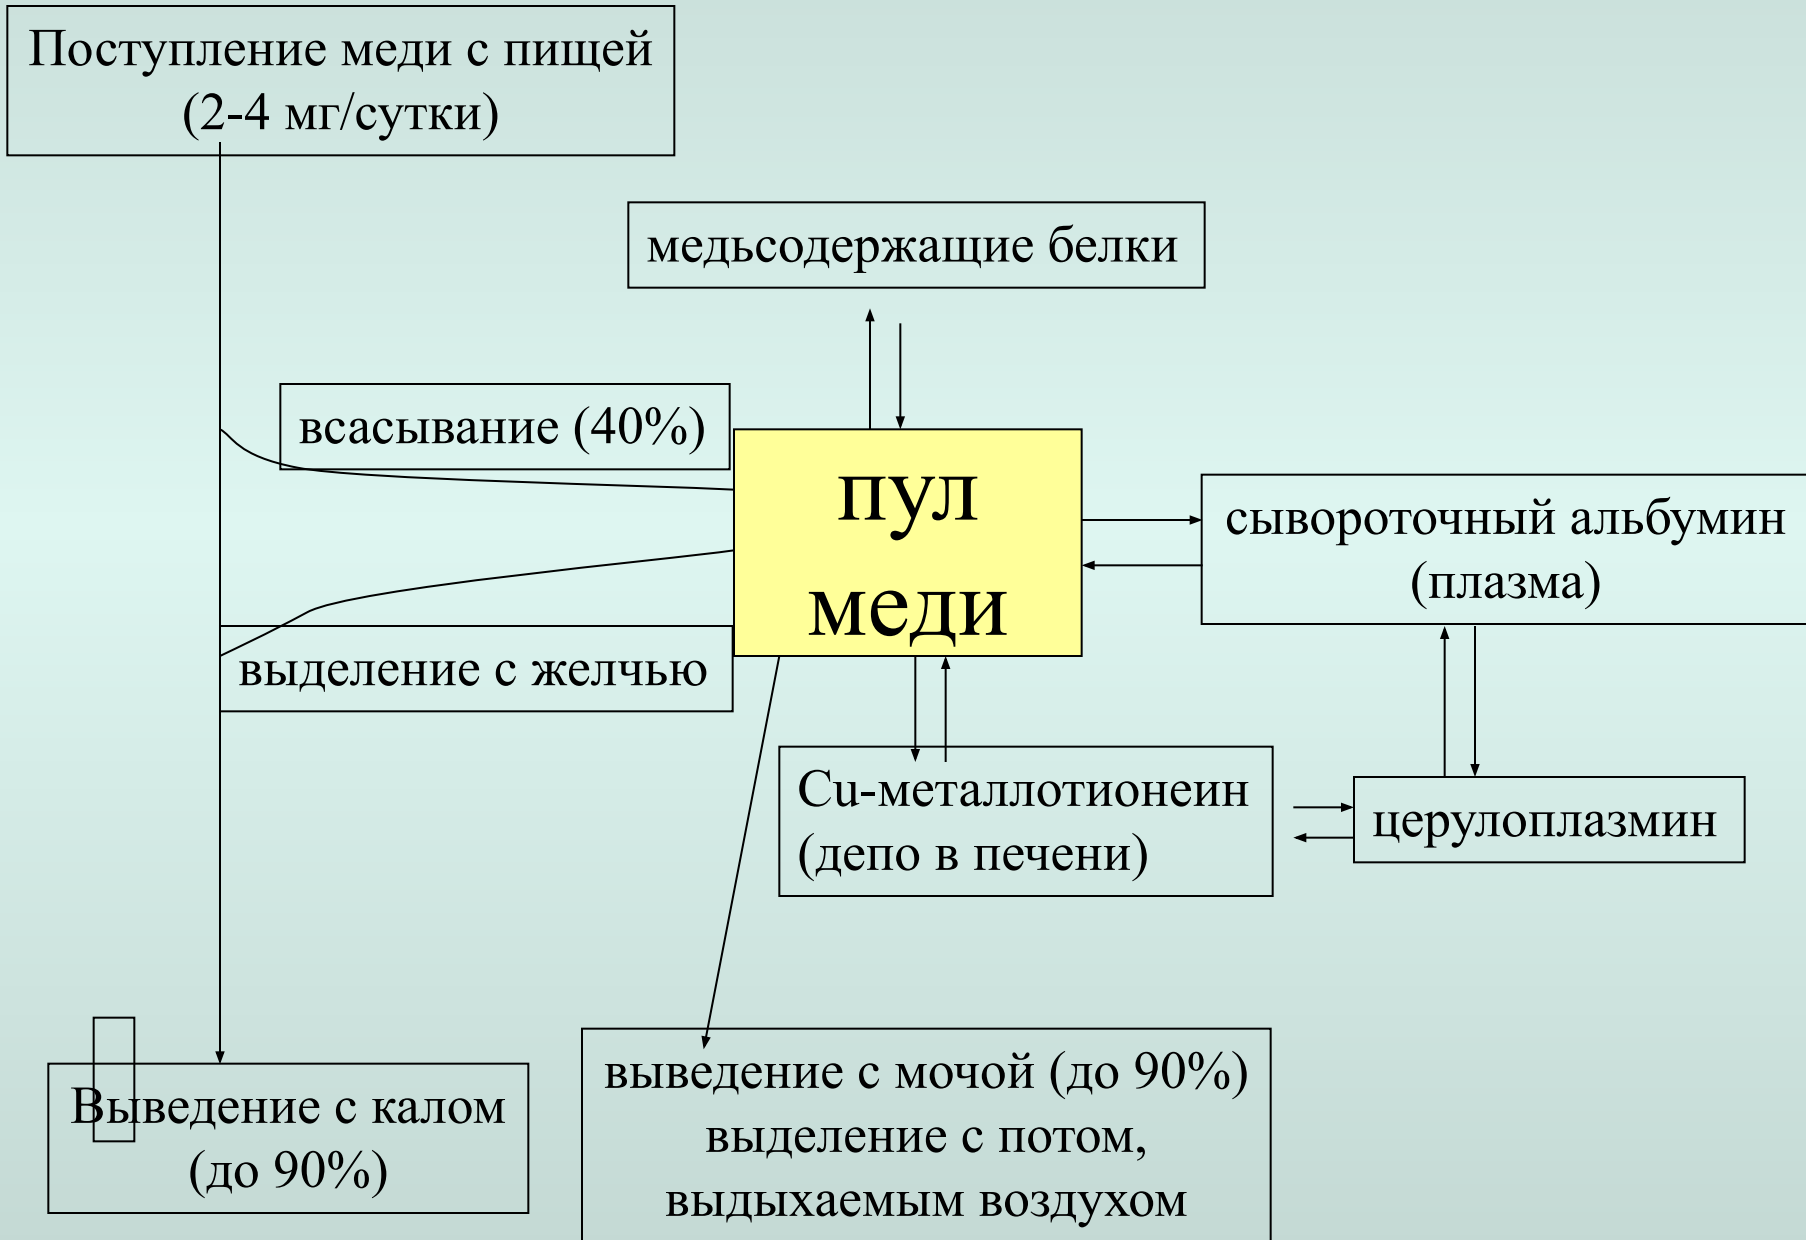 Поступление меди с пищей
(2-4 мг/сутки)
медьсодержащие белки
всасывание (40%)
пул
меди
сывороточный альбумин
(плазма)
выделение с желчью
Cu-металлотионеин
(депо в печени)
церулоплазмин
Выведение с калом
(до 90%)
выведение с мочой (до 90%)
выделение с потом,
выдыхаемым воздухом